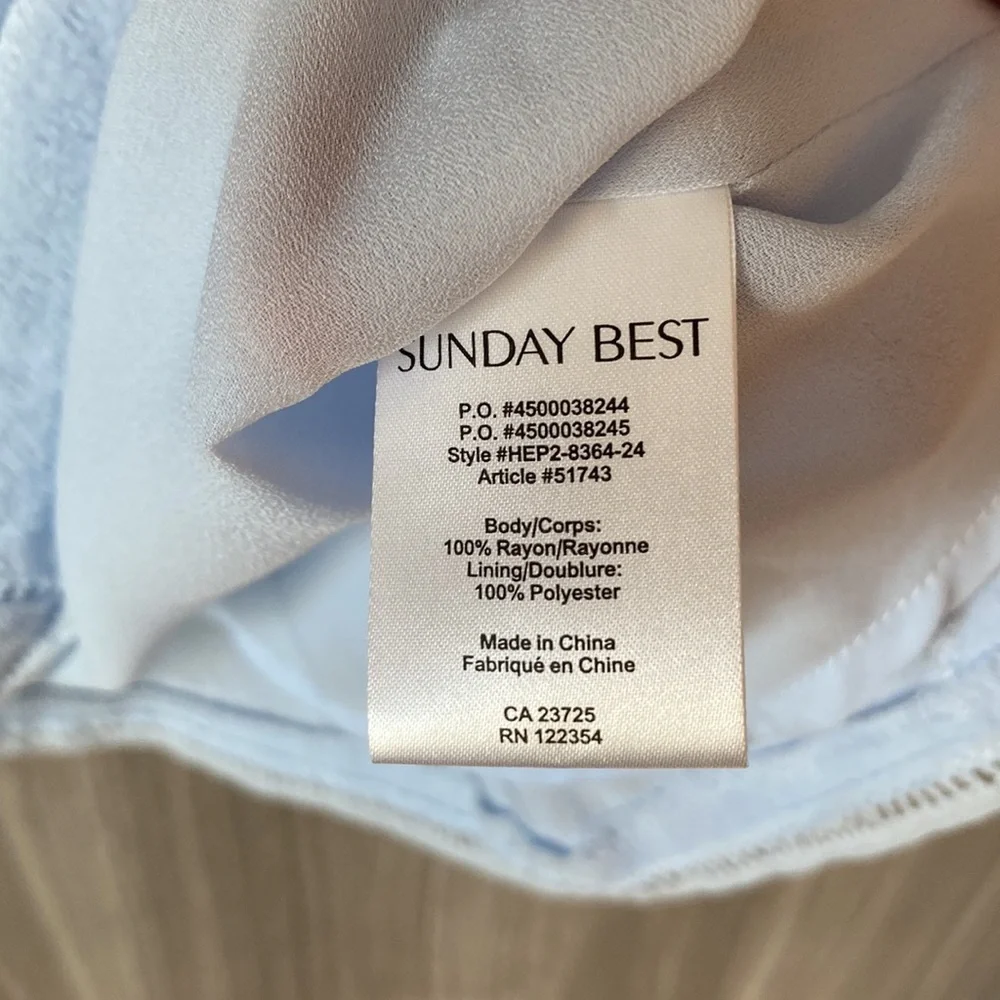 SUNDAY BEST
P.O. #4500038244
P.O. #4500038245
Style #HEP2-8364-24
Article #51743
Body/Corps:
100% Rayon/Rayonne
Lining/Doublure:
100% Polyester
Made in China
Fabriqué en Chine
CA 23725
RN 122354